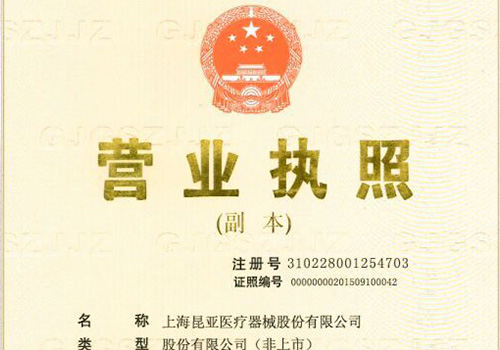 GJGSZJJZ
营业执照
(副 本)
注册号 310228001254703
证照编号 00000000201509100042
名 称 上海昆亚医疗器械股份有限公司
类 型 股份有限公司（非上市）